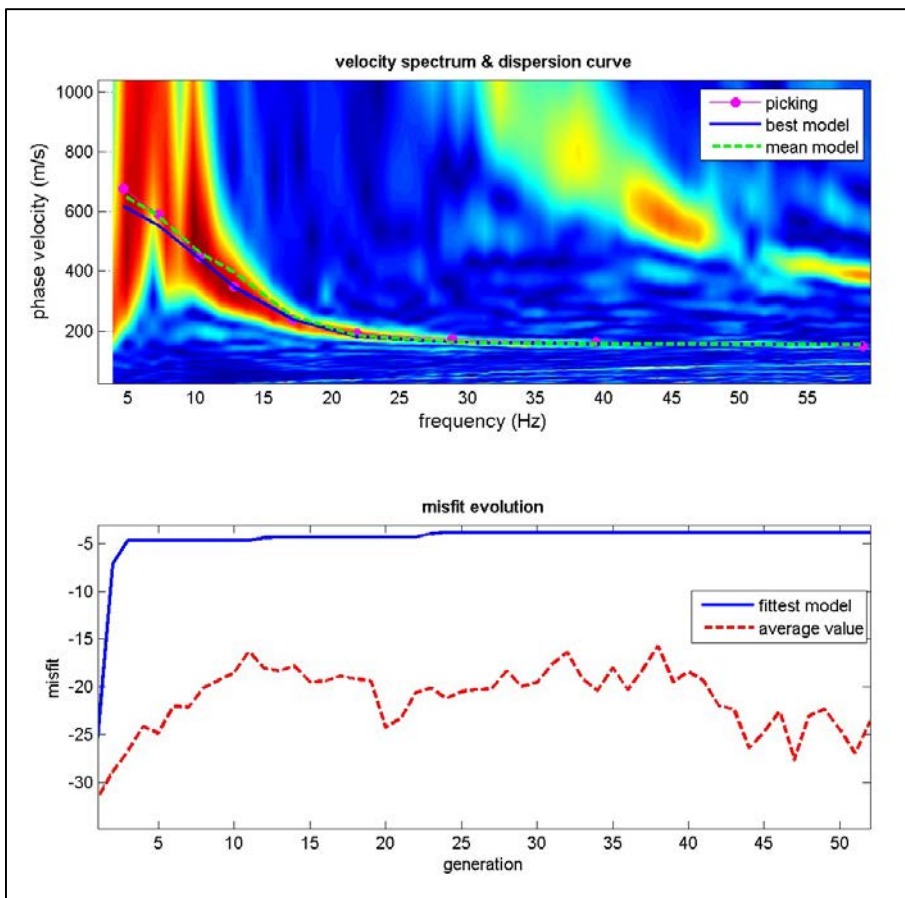 velocity spectrum & dispersion curve
1000
800
600
400
200
phase velocity (m/s)
picking
best model
mean model
5 10 15 20 25 30 35 40 45 50 55
frequency (Hz)
misfit evolution
-5
-10
-15
-20
-25
-30
misfit
fittest model
average value
5 10 15 20 25 30 35 40 45 50
generation